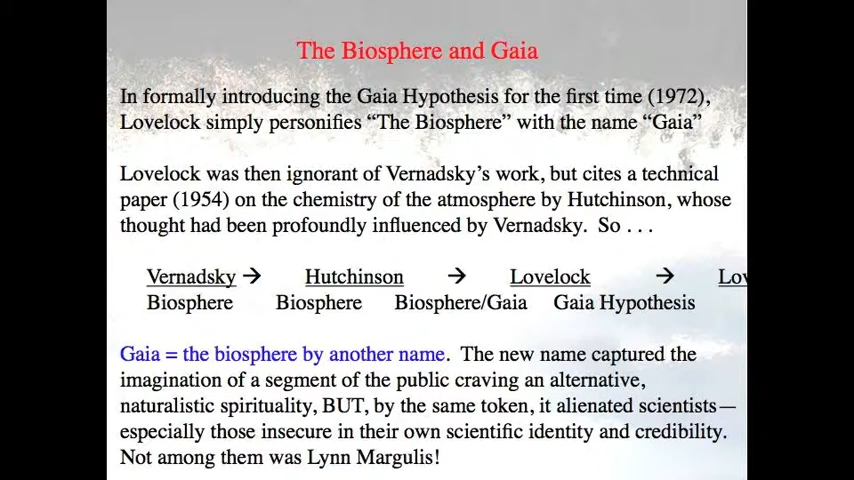 The Biosphere and Gaia
In formally introducing the Gaia Hypothesis for the first time (1972),
Lovelock simply personifies “The Biosphere” with the name “Gaia”
Lovelock was then ignorant of Vernadsky’s work, but cites a technical
paper (1954) on the chemistry of the atmosphere by Hutchinson, whose
thought had been profoundly influenced by Vernadsky. So . . .
Vernadsky → Hutchinson → Lovelock → Lov
Biosphere Biosphere Biosphere/Gaia Gaia Hypothesis
Gaia = the biosphere by another name. The new name captured the
imagination of a segment of the public craving an alternative,
naturalistic spirituality, BUT, by the same token, it alienated scientists—
especially those insecure in their own scientific identity and credibility.
Not among them was Lynn Margulis!